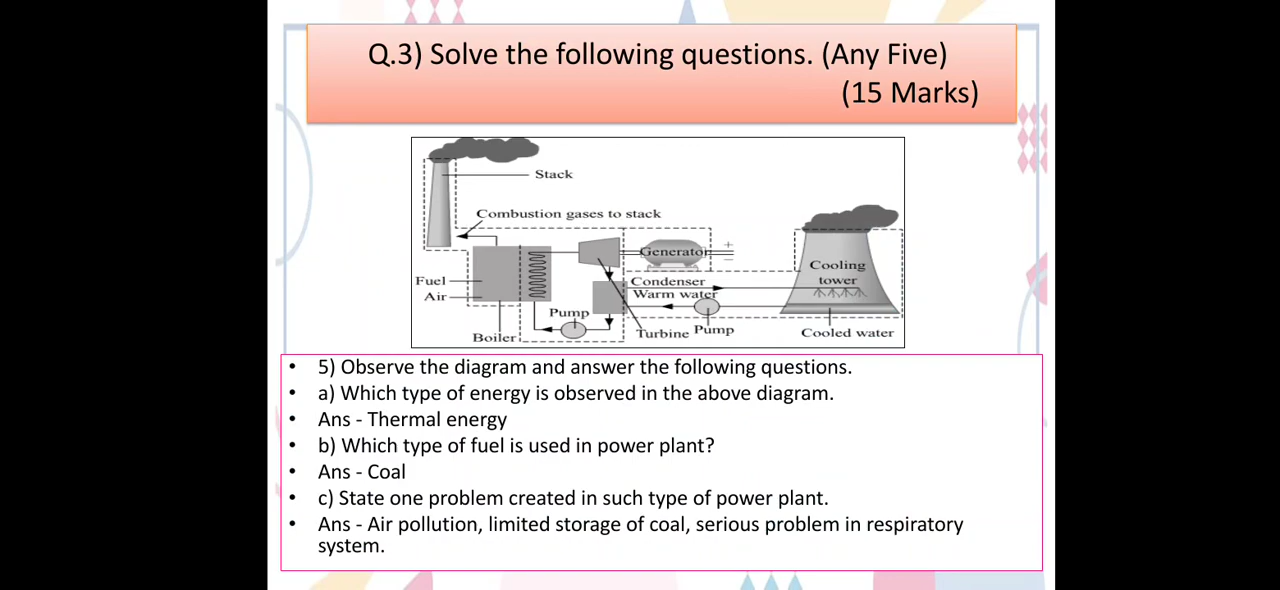 Q.3) Solve the following questions. (Any Five)
(15 Marks)
Stack
Combustion gases to stack
Generator
+
−
Cooling
tower
Fuel
Air
Condenser
Warm water
Pump
Boiler
Turbine
Pump
Cooled water
• 5) Observe the diagram and answer the following questions.
• a) Which type of energy is observed in the above diagram.
• Ans - Thermal energy
• b) Which type of fuel is used in power plant?
• Ans - Coal
• c) State one problem created in such type of power plant.
• Ans - Air pollution, limited storage of coal, serious problem in respiratory
system.